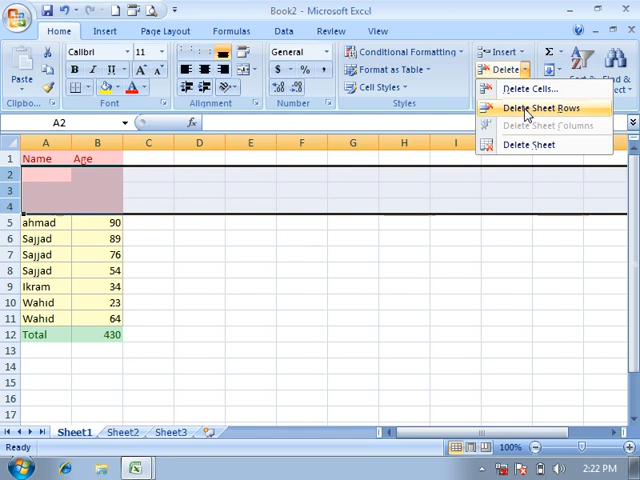 Book2 - Microsoft Excel
Home Insert Page Layout Formulas Data Review View
Paste
Calibri 11
B I U
General
$ % ,
Conditional Formatting
Format as Table
Cell Styles
Insert
Delete
Σ
Sort & Find &
Clipboard Font Alignment Number Styles
Delete Cells...
Delete Sheet Rows
Delete Sheet Columns
Delete Sheet
A2 fx
A B C D E F G H I
1 Name Age
2
3
4
5 ahmad 90
6 Sajjad 89
7 Sajjad 76
8 Sajjad 54
9 Ikram 34
10 Wahid 23
11 Wahid 64
12 Total 430
13
14
15
16
17
Sheet1 Sheet2 Sheet3
Ready 100%
2:22 PM